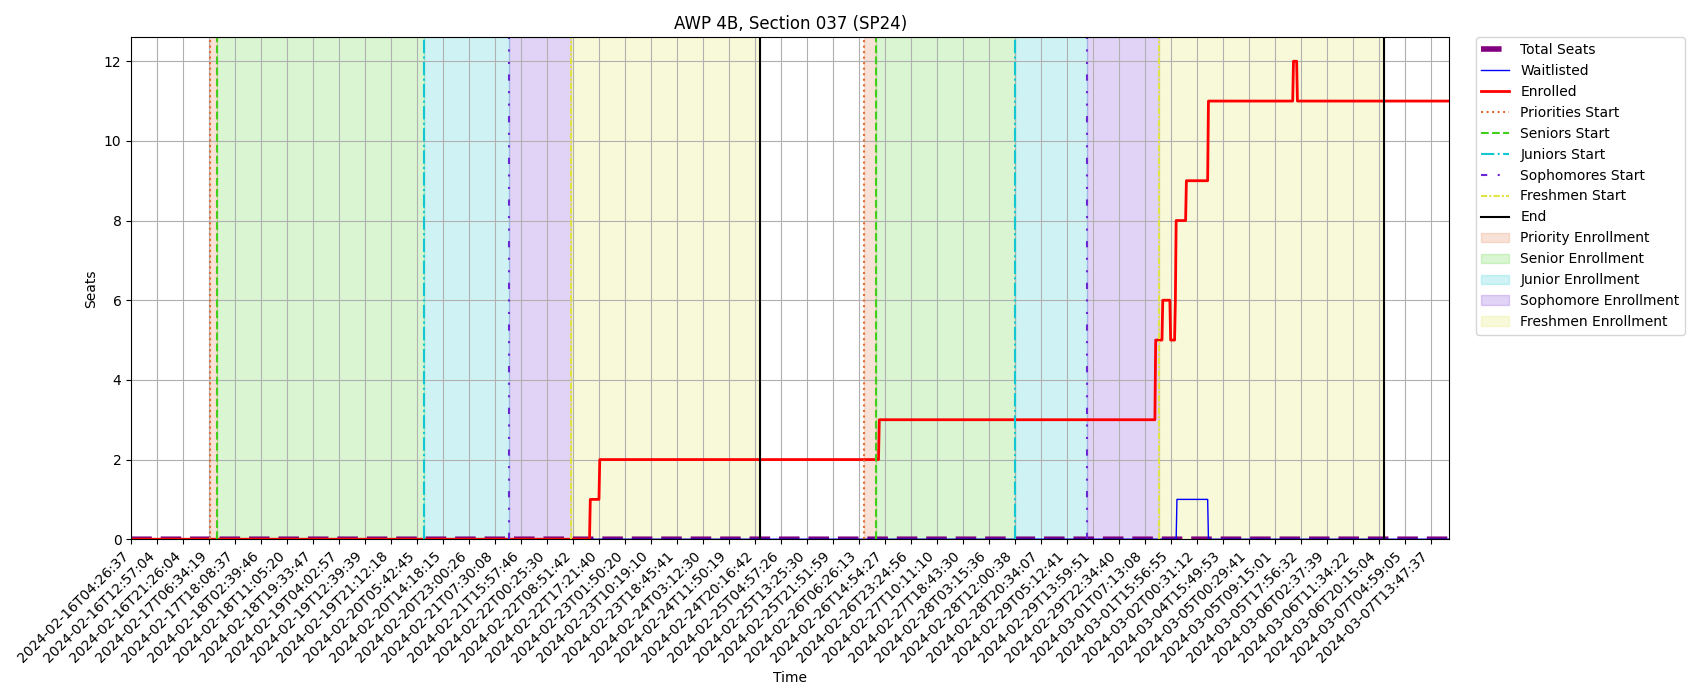 AWP 4B, Section 037 (SP24)
Total Seats
Waitlisted
Enrolled
Priorities Start
Seniors Start
Juniors Start
Sophomores Start
Freshmen Start
End
Priority Enrollment
Senior Enrollment
Junior Enrollment
Sophomore Enrollment
Freshmen Enrollment
Seats
12
10
8
6
4
2
0
2024-02-16T04:26:37
2024-02-16T12:57:04
2024-02-16T21:26:04
2024-02-17T06:34:19
2024-02-17T18:08:37
2024-02-18T02:39:46
2024-02-18T11:05:20
2024-02-18T19:33:47
2024-02-19T04:02:57
2024-02-19T12:39:39
2024-02-19T21:12:18
2024-02-20T05:42:45
2024-02-20T14:18:15
2024-02-20T23:00:26
2024-02-21T07:30:08
2024-02-21T15:57:46
2024-02-22T00:25:30
2024-02-22T08:51:42
2024-02-22T17:21:40
2024-02-23T01:50:20
2024-02-23T10:19:10
2024-02-23T18:45:41
2024-02-24T03:12:30
2024-02-24T11:50:19
2024-02-24T20:16:42
2024-02-25T04:57:26
2024-02-25T13:25:30
2024-02-25T21:51:59
2024-02-26T06:26:13
2024-02-26T14:54:27
2024-02-26T23:24:56
2024-02-27T10:11:10
2024-02-27T18:43:30
2024-02-28T03:15:36
2024-02-28T12:00:38
2024-02-28T20:34:07
2024-02-29T05:12:41
2024-02-29T13:59:51
2024-02-29T22:34:40
2024-03-01T07:13:08
2024-03-01T15:56:55
2024-03-02T00:31:12
2024-03-04T15:49:53
2024-03-05T00:29:41
2024-03-05T09:15:01
2024-03-05T17:56:32
2024-03-06T02:37:39
2024-03-06T11:34:22
2024-03-06T20:15:04
2024-03-07T04:59:05
2024-03-07T13:47:37
Time